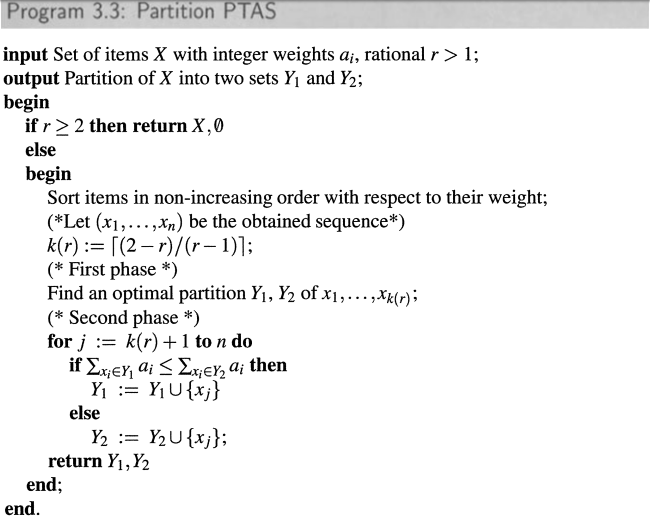 Program 3.3: Partition PTAS
input Set of items X with integer weights aᵢ, rational r > 1;
output Partition of X into two sets Y₁ and Y₂;
begin
if r ≥ 2 then return X,∅
else
begin
Sort items in non-increasing order with respect to their weight;
(*Let (x₁,…,xₙ) be the obtained sequence*)
k(r) := ⌈(2 − r)/(r − 1)⌉;
(* First phase *)
Find an optimal partition Y₁, Y₂ of x₁,…,x_{k(r)};
(* Second phase *)
for j := k(r) + 1 to n do
if ∑_{xᵢ∈Y₁} aᵢ ≤ ∑_{xᵢ∈Y₂} aᵢ then
Y₁ := Y₁ ∪ {xⱼ}
else
Y₂ := Y₂ ∪ {xⱼ};
return Y₁,Y₂
end;
end.